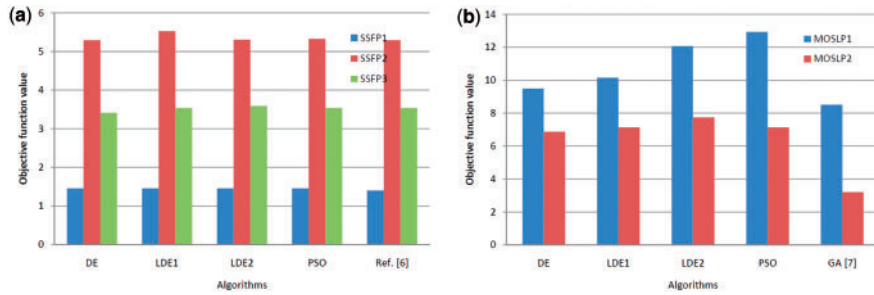 (a)
Objective function value
6
5
4
3
2
1
0
SSFP1
SSFP2
SSFP3
DE
LDE1
LDE2
PSO
Ref. [6]
Algorithms
(b)
Objective function value
14
12
10
8
6
4
2
0
MOSLP1
MOSLP2
DE
LDE1
LDE2
PSO
GA [7]
Algorithms